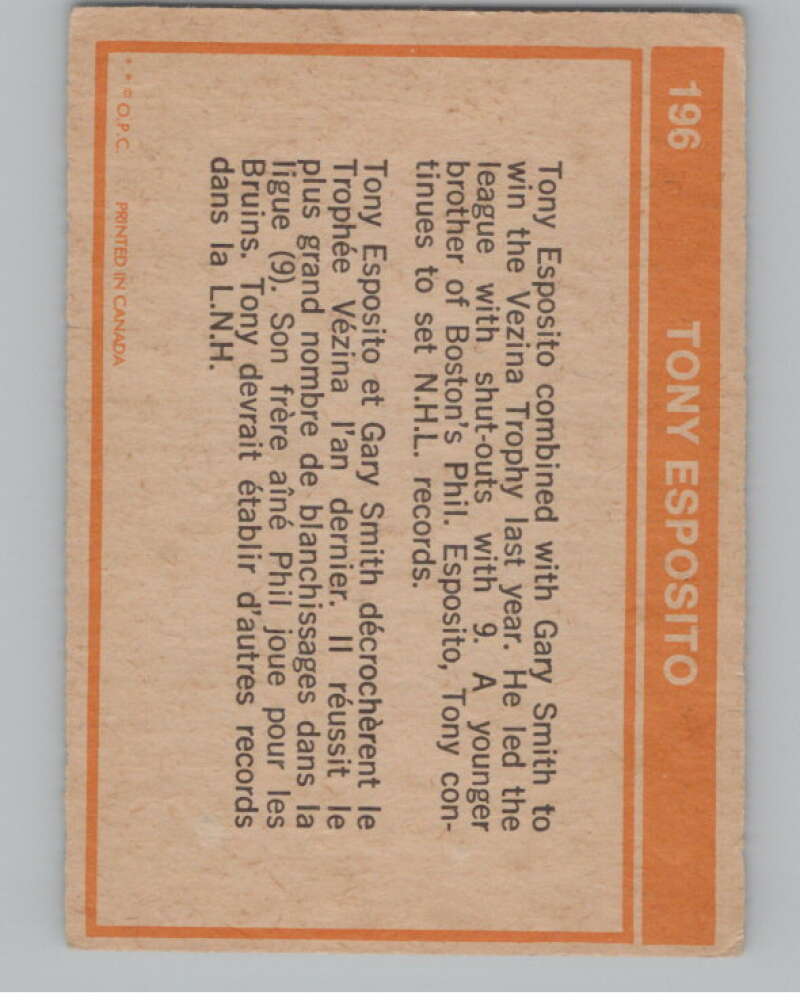 196 TONY ESPOSITO
Tony Esposito combined with Gary Smith to
win the Vezina Trophy last year. He led the
league with shut-outs with 9. A younger
brother of Boston's Phil. Esposito, Tony con-
tinues to set N.H.L. records.
Tony Esposito et Gary Smith décrochèrent le
Trophée Vézina l'an dernier. Il réussit le
plus grand nombre de blanchissages dans la
ligue (9). Son frère aîné Phil joue pour les
Bruins. Tony devrait établir d'autres records
dans la L.N.H.
* * © O.P.C. PRINTED IN CANADA